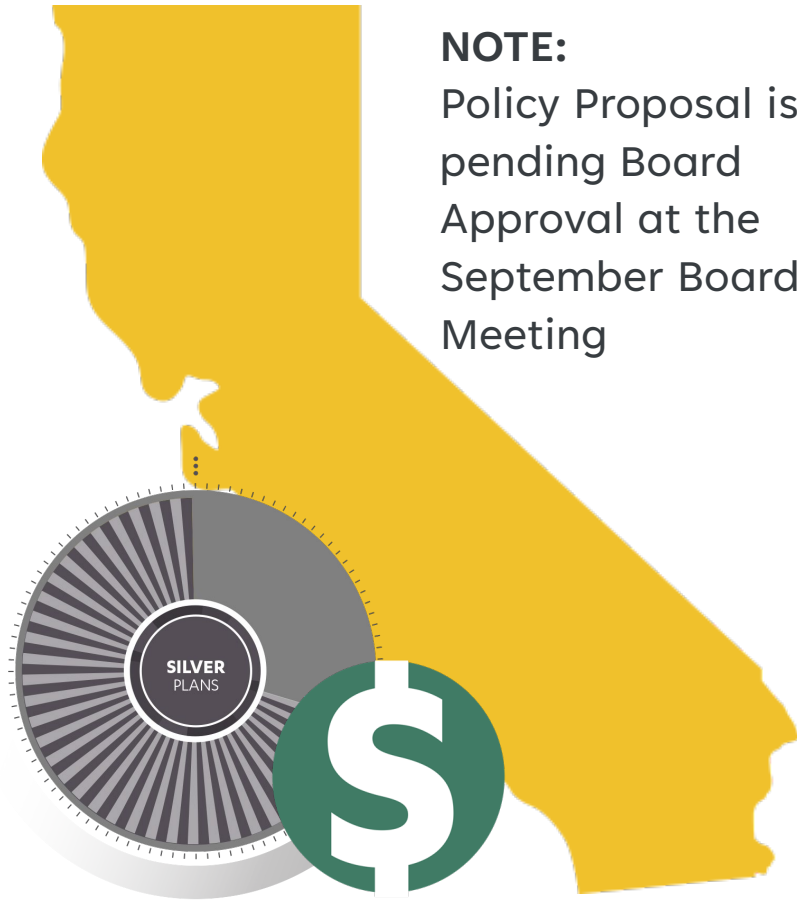 NOTE:
Policy Proposal is
pending Board
Approval at the
September Board
Meeting
SILVER
PLANS
$